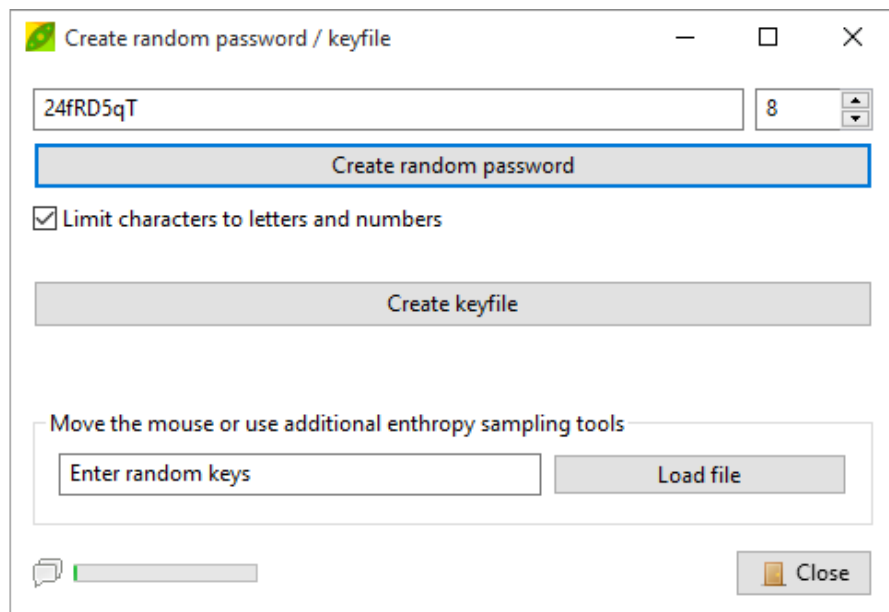 Create random password / keyfile
24fRD5qT 8
Create random password
Limit characters to letters and numbers
Create keyfile
Move the mouse or use additional enthropy sampling tools
Enter random keys Load file
Close